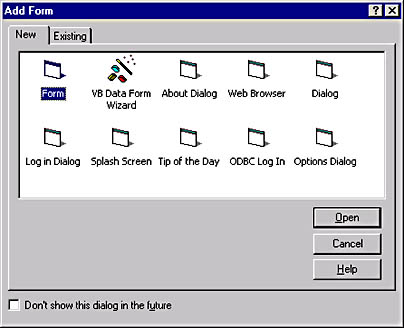 Add Form
New Existing
Form VB Data Form Wizard About Dialog Web Browser Dialog
Log in Dialog Splash Screen Tip of the Day ODBC Log In Options Dialog
Open
Cancel
Help
Don't show this dialog in the future